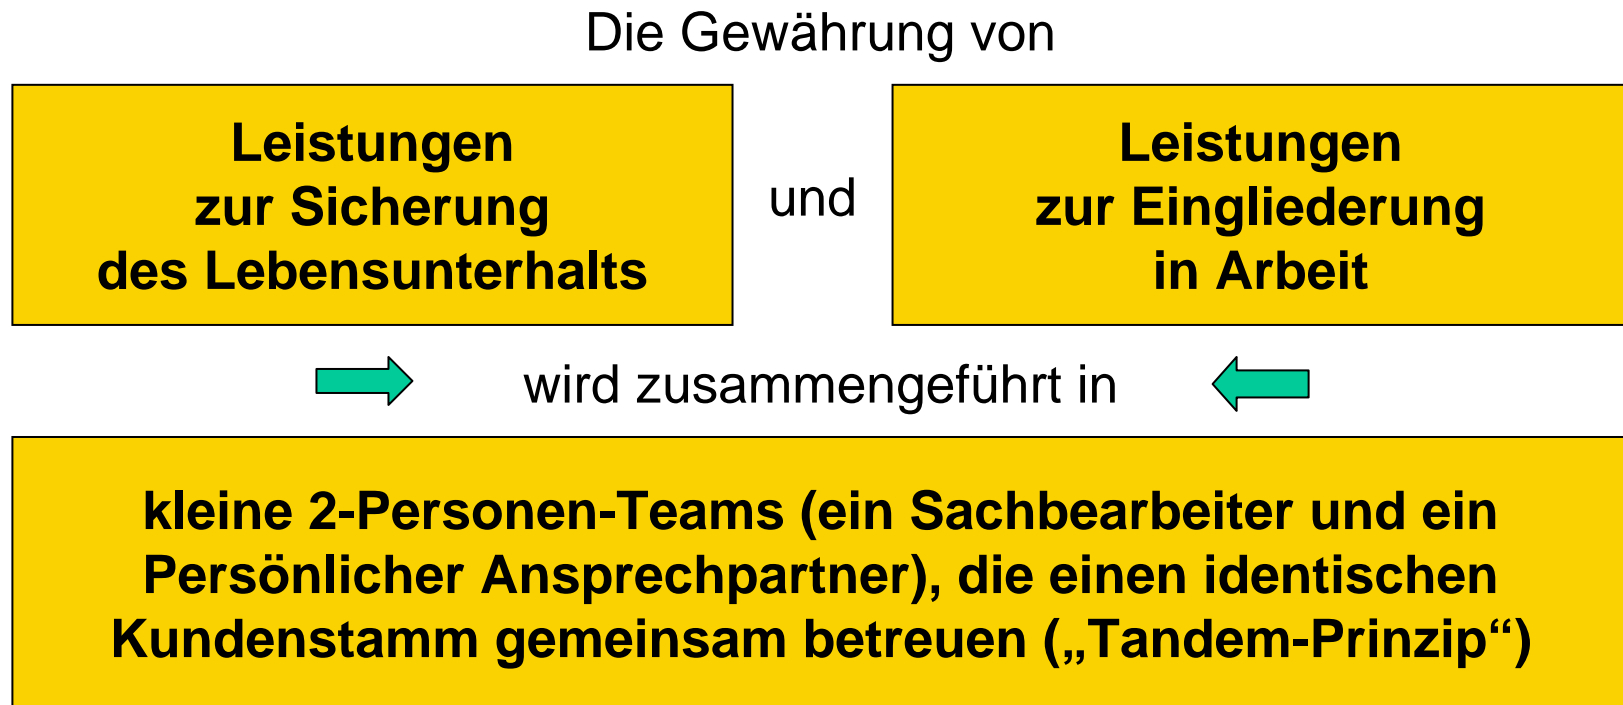 Die Gewährung von
Leistungen
zur Sicherung
des Lebensunterhalts
und
Leistungen
zur Eingliederung
in Arbeit
wird zusammengeführt in
kleine 2-Personen-Teams (ein Sachbearbeiter und ein
Persönlicher Ansprechpartner), die einen identischen
Kundenstamm gemeinsam betreuen („Tandem-Prinzip“)